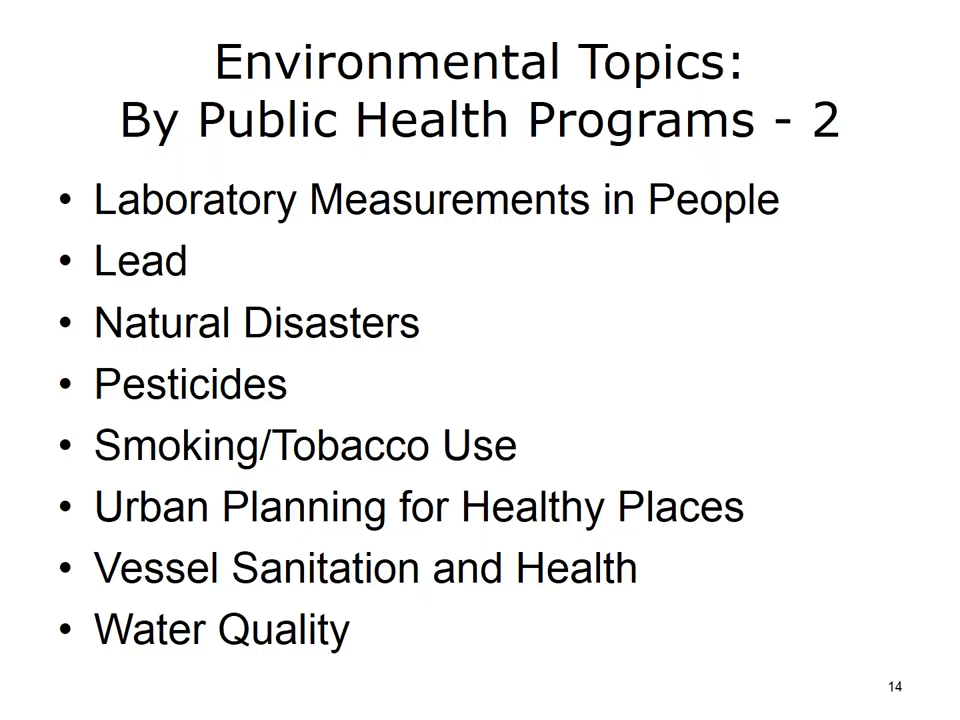 Environmental Topics:
By Public Health Programs - 2
• Laboratory Measurements in People
• Lead
• Natural Disasters
• Pesticides
• Smoking/Tobacco Use
• Urban Planning for Healthy Places
• Vessel Sanitation and Health
• Water Quality
14